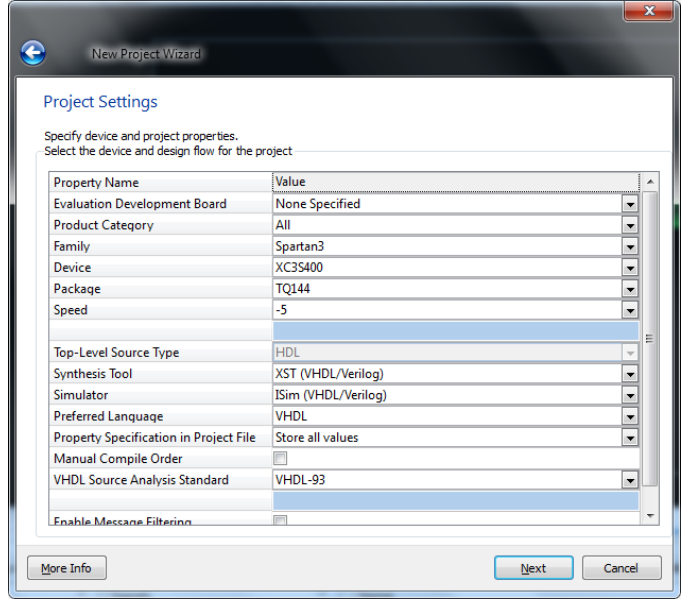 x
New Project Wizard
Project Settings
Specify device and project properties.
Select the device and design flow for the project
Property Name Value
Evaluation Development Board None Specified
Product Category All
Family Spartan3
Device XC3S400
Package TQ144
Speed -5
Top-Level Source Type HDL
Synthesis Tool XST (VHDL/Verilog)
Simulator ISim (VHDL/Verilog)
Preferred Language VHDL
Property Specification in Project File Store all values
Manual Compile Order
VHDL Source Analysis Standard VHDL-93
Enable Message Filtering
More Info Next Cancel